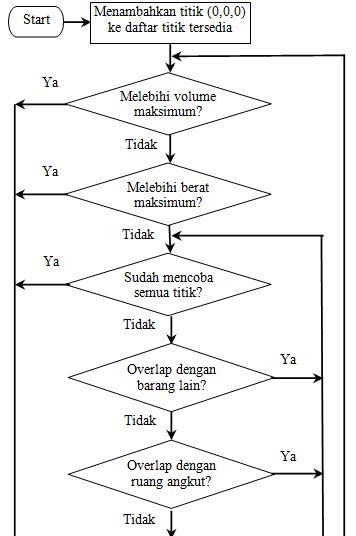 Start
Menambahkan titik (0,0,0)
ke daftar titik tersedia
Ya
Melebihi volume
maksimum?
Tidak
Ya
Melebihi berat
maksimum?
Tidak
Ya
Sudah mencoba
semua titik?
Tidak
Overlap dengan
barang lain?
Ya
Tidak
Overlap dengan
ruang angkut?
Ya
Tidak